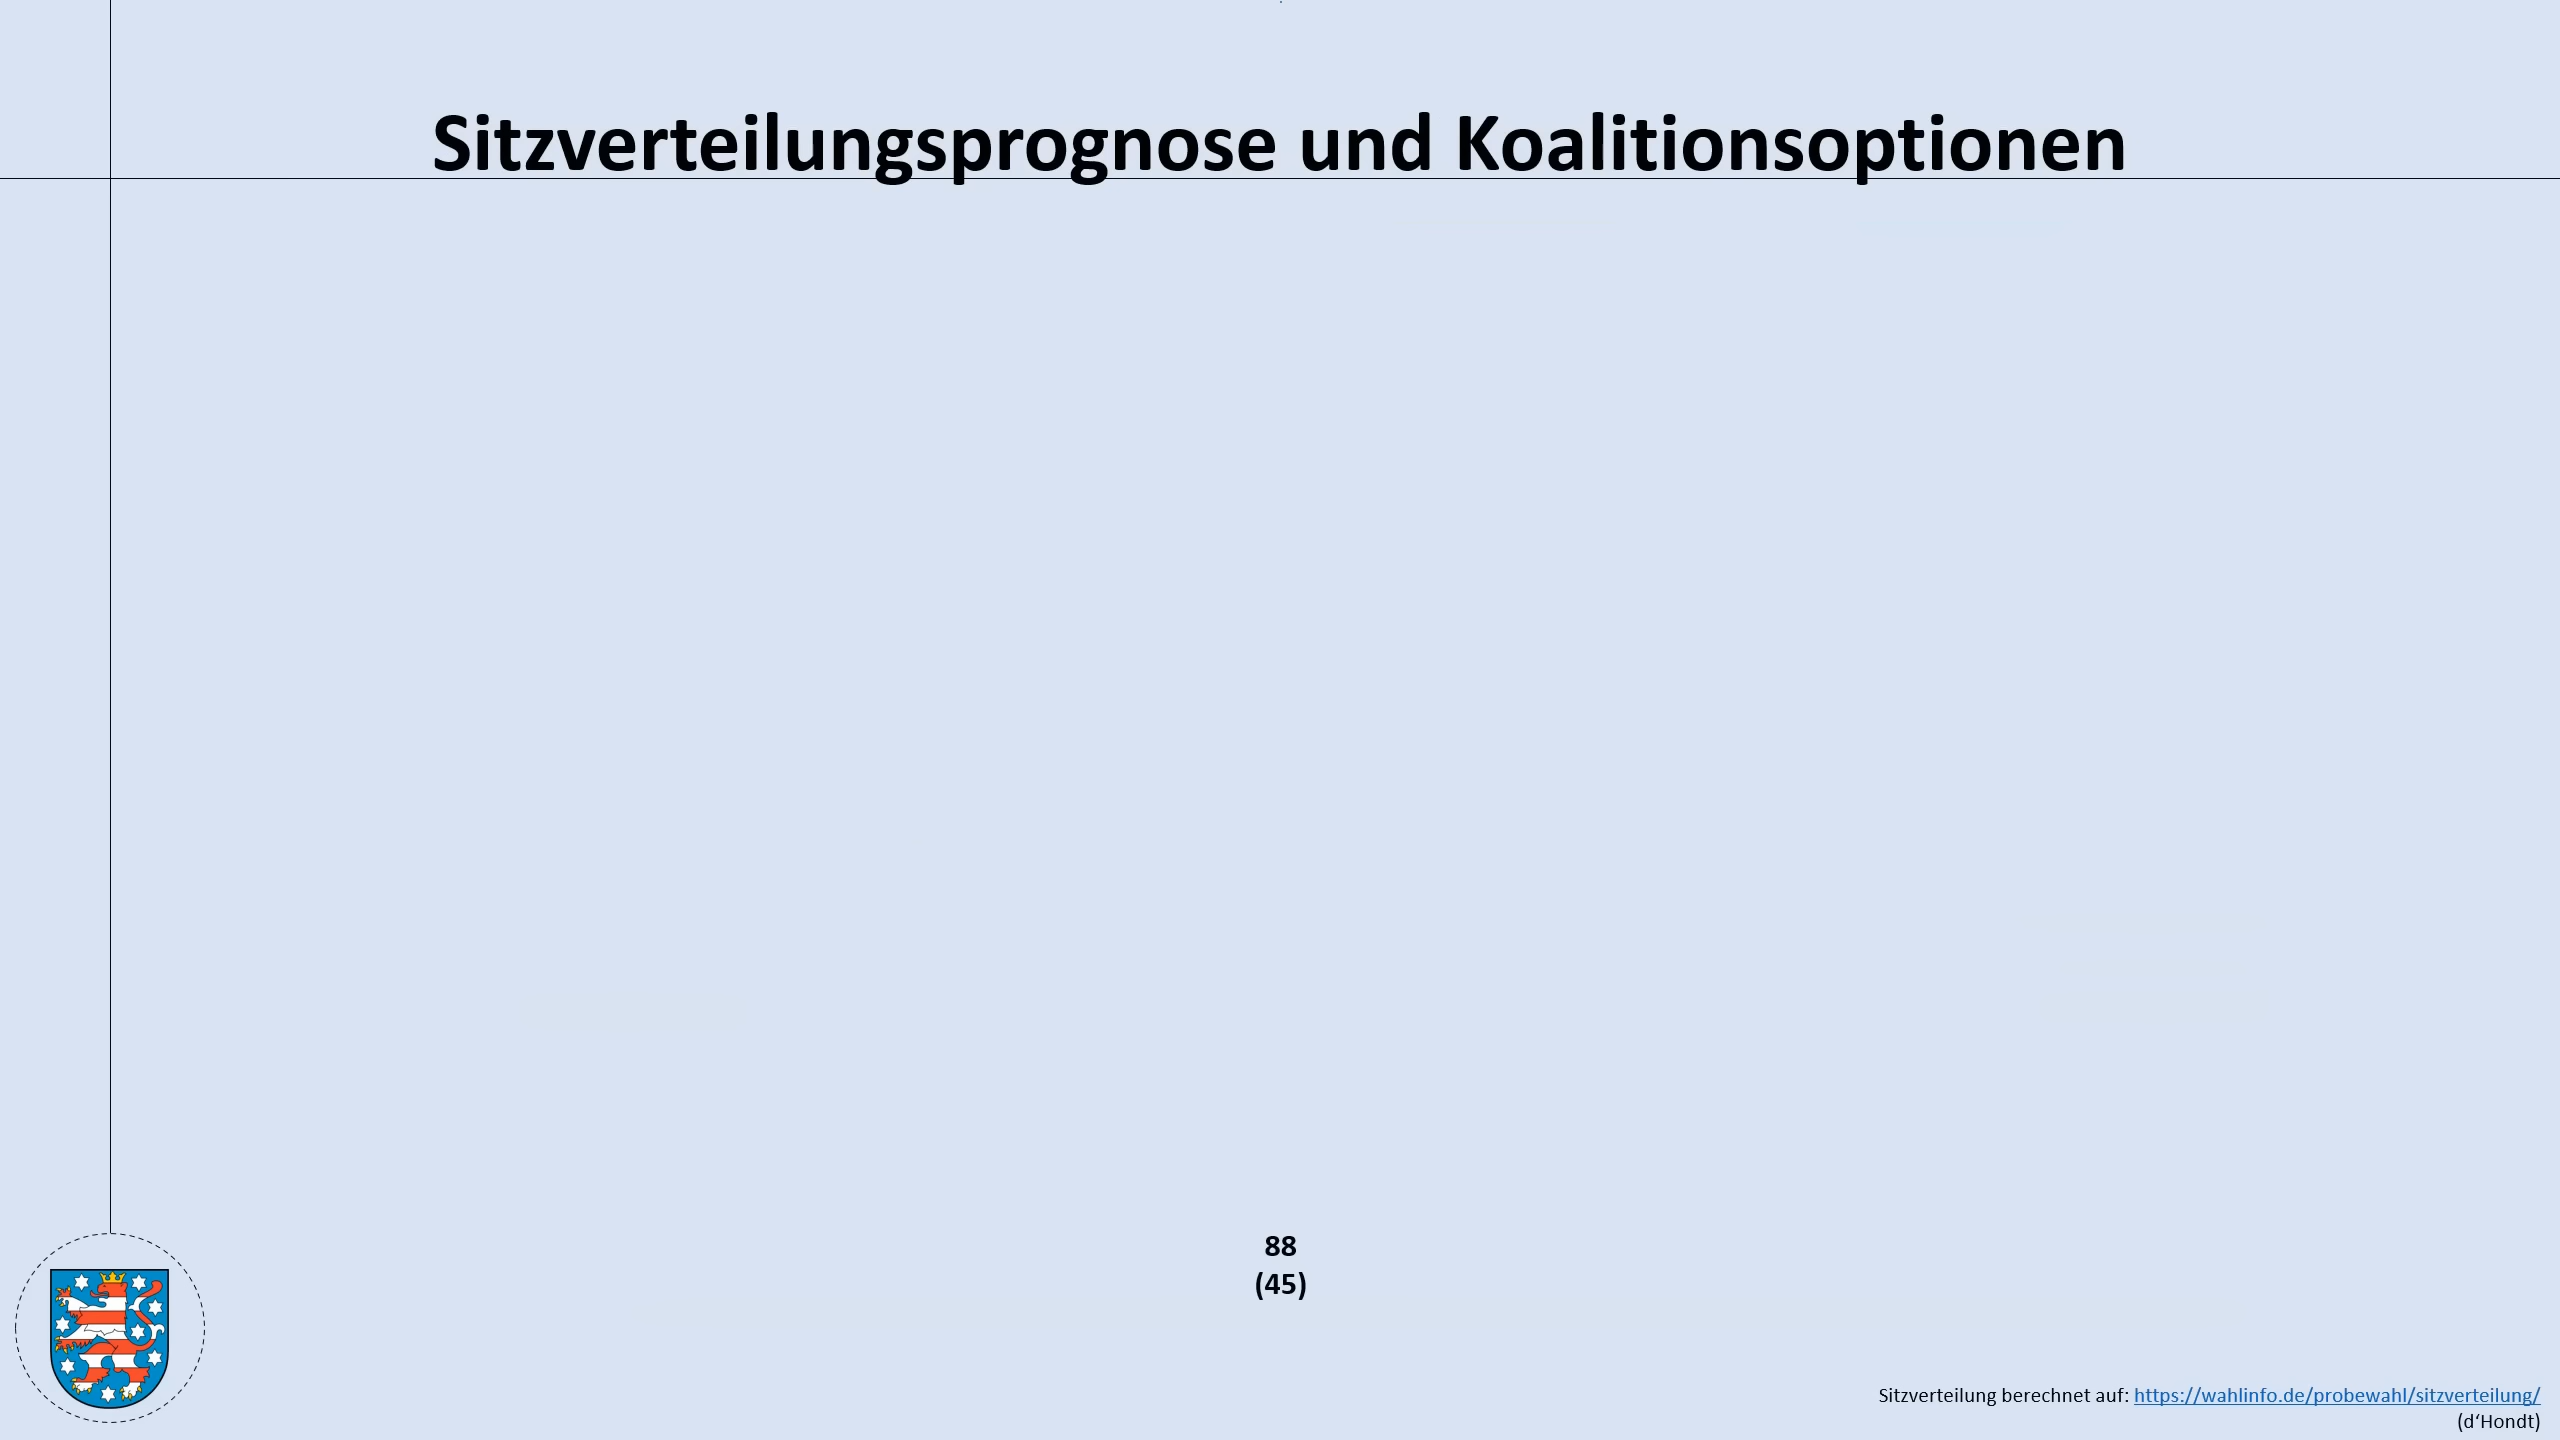 Sitzverteilungsprognose und Koalitionsoptionen
88
(45)
Sitzverteilung berechnet auf: https://wahlinfo.de/probewahl/sitzverteilung/
(d‘Hondt)